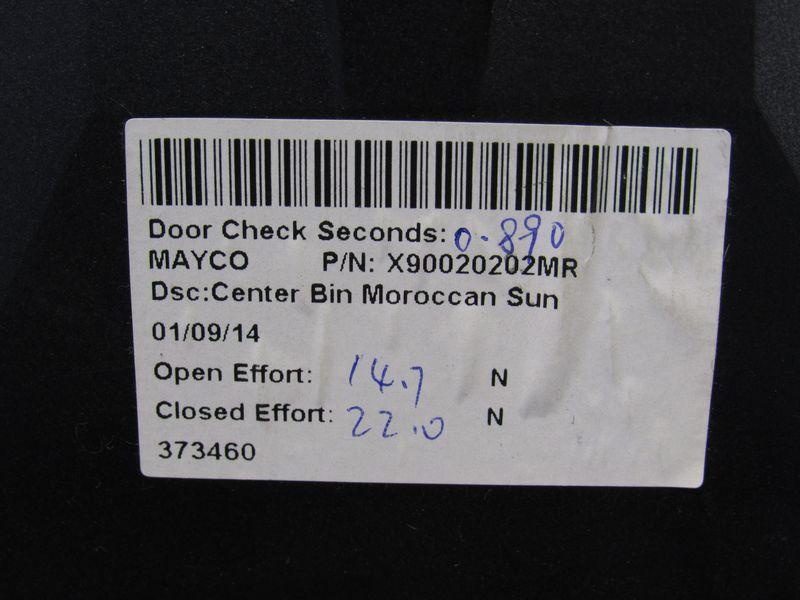 Door Check Seconds: 0.890
MAYCO P/N: X90020202MR
Dsc:Center Bin Moroccan Sun
01/09/14
Open Effort: 14.7 N
Closed Effort: 22.0 N
373460